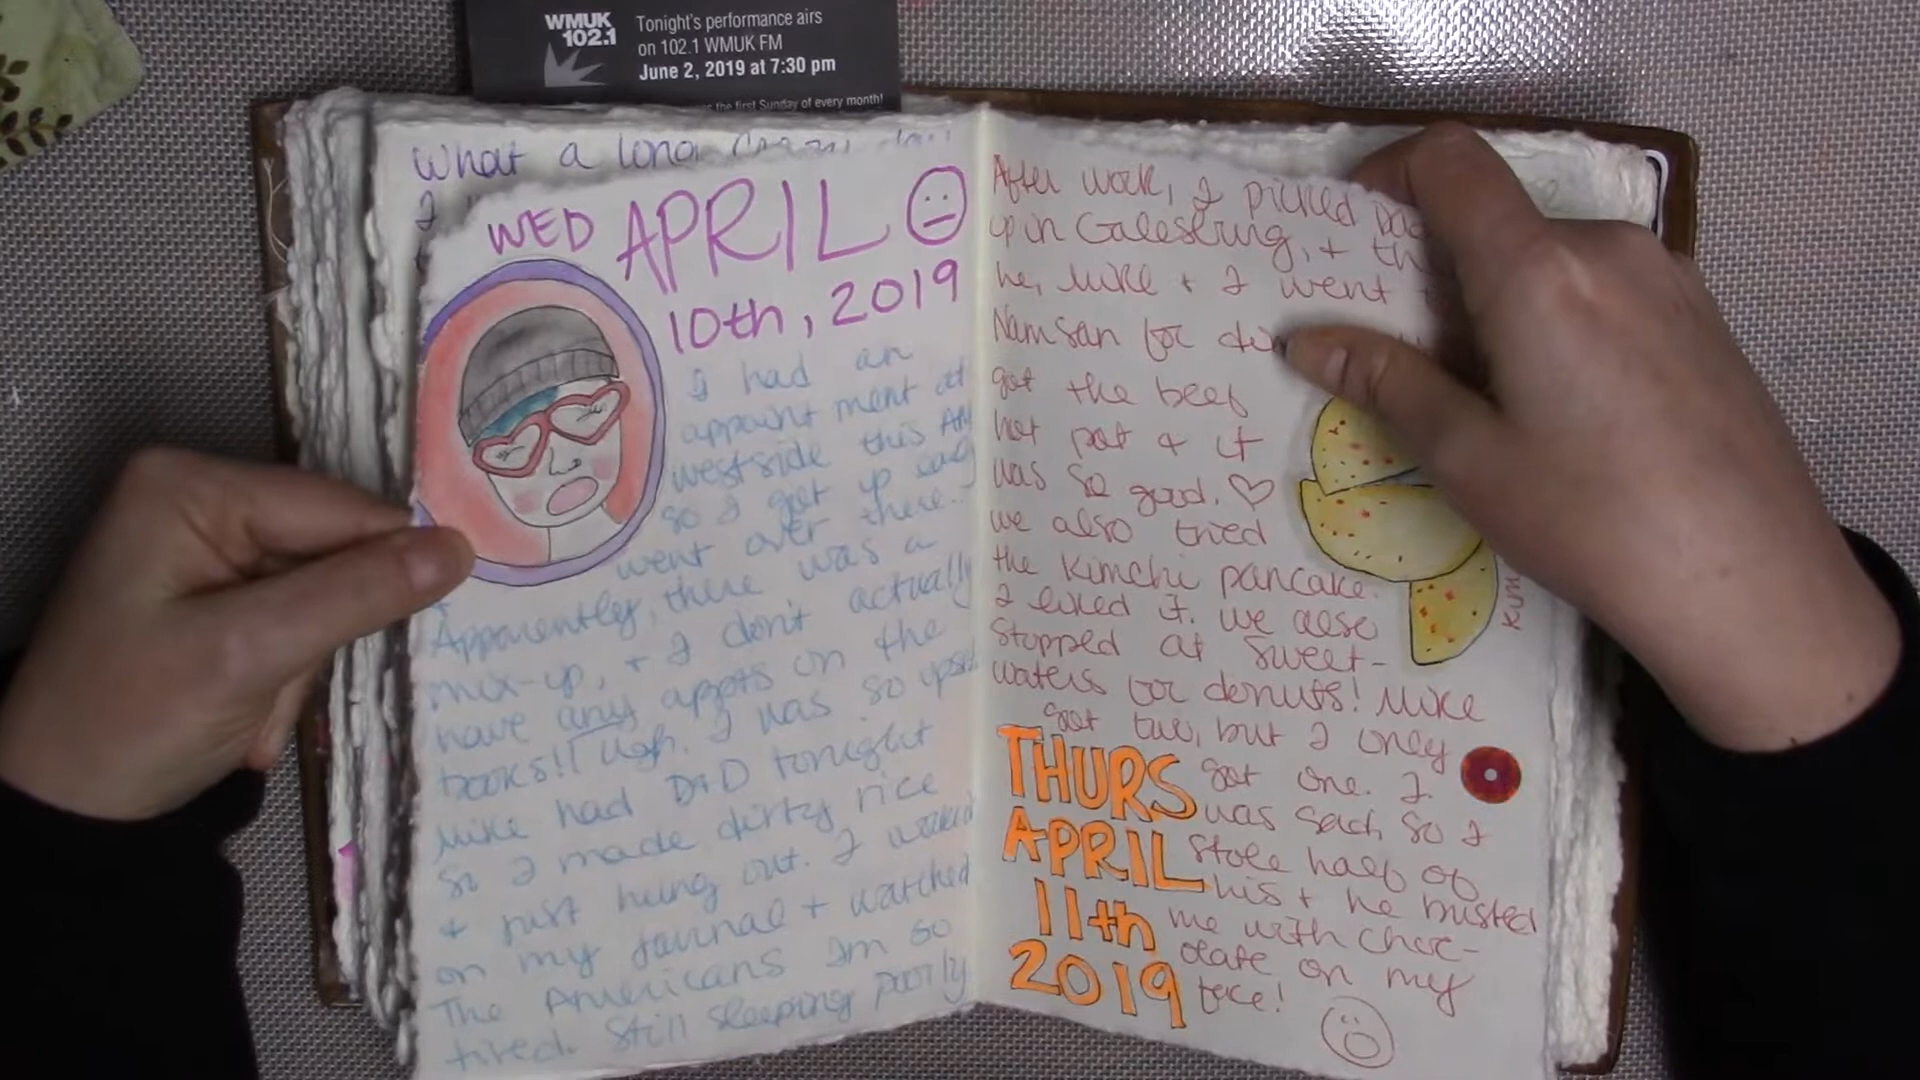 WMUK
102.1
Tonight's performance airs
on 102.1 WMUK FM
June 2, 2019 at 7:30 pm
the first Sunday of every month!
What a long
I
WED APRIL
10th, 2019
I had an
appointment at
westside this AM
so I got up
went over there..
Apparently, there was a
mix-up, + I don't actually
have any appts on the
books!! Ugh. I was so
Mike had D+D tonight
so I made dirty rice
+ just hung out. I worked
on my journal + watched
The Americans. I'm so
tired. Still sleeping poorly
After work, I picked
up in Galesburg, +
he, Mike + I went
Namsan for
got the beef
hot pot & it
was so good. ♡
we also tried
the kimchi pancake.
I liked it. We also
stopped at Sweet-
waters for donuts! Mike
got two, but I only
got one. I
was sad, so I
stole half of
his + he busted
me with choc-
olate on my
face!
THURS
APRIL
11th
2019